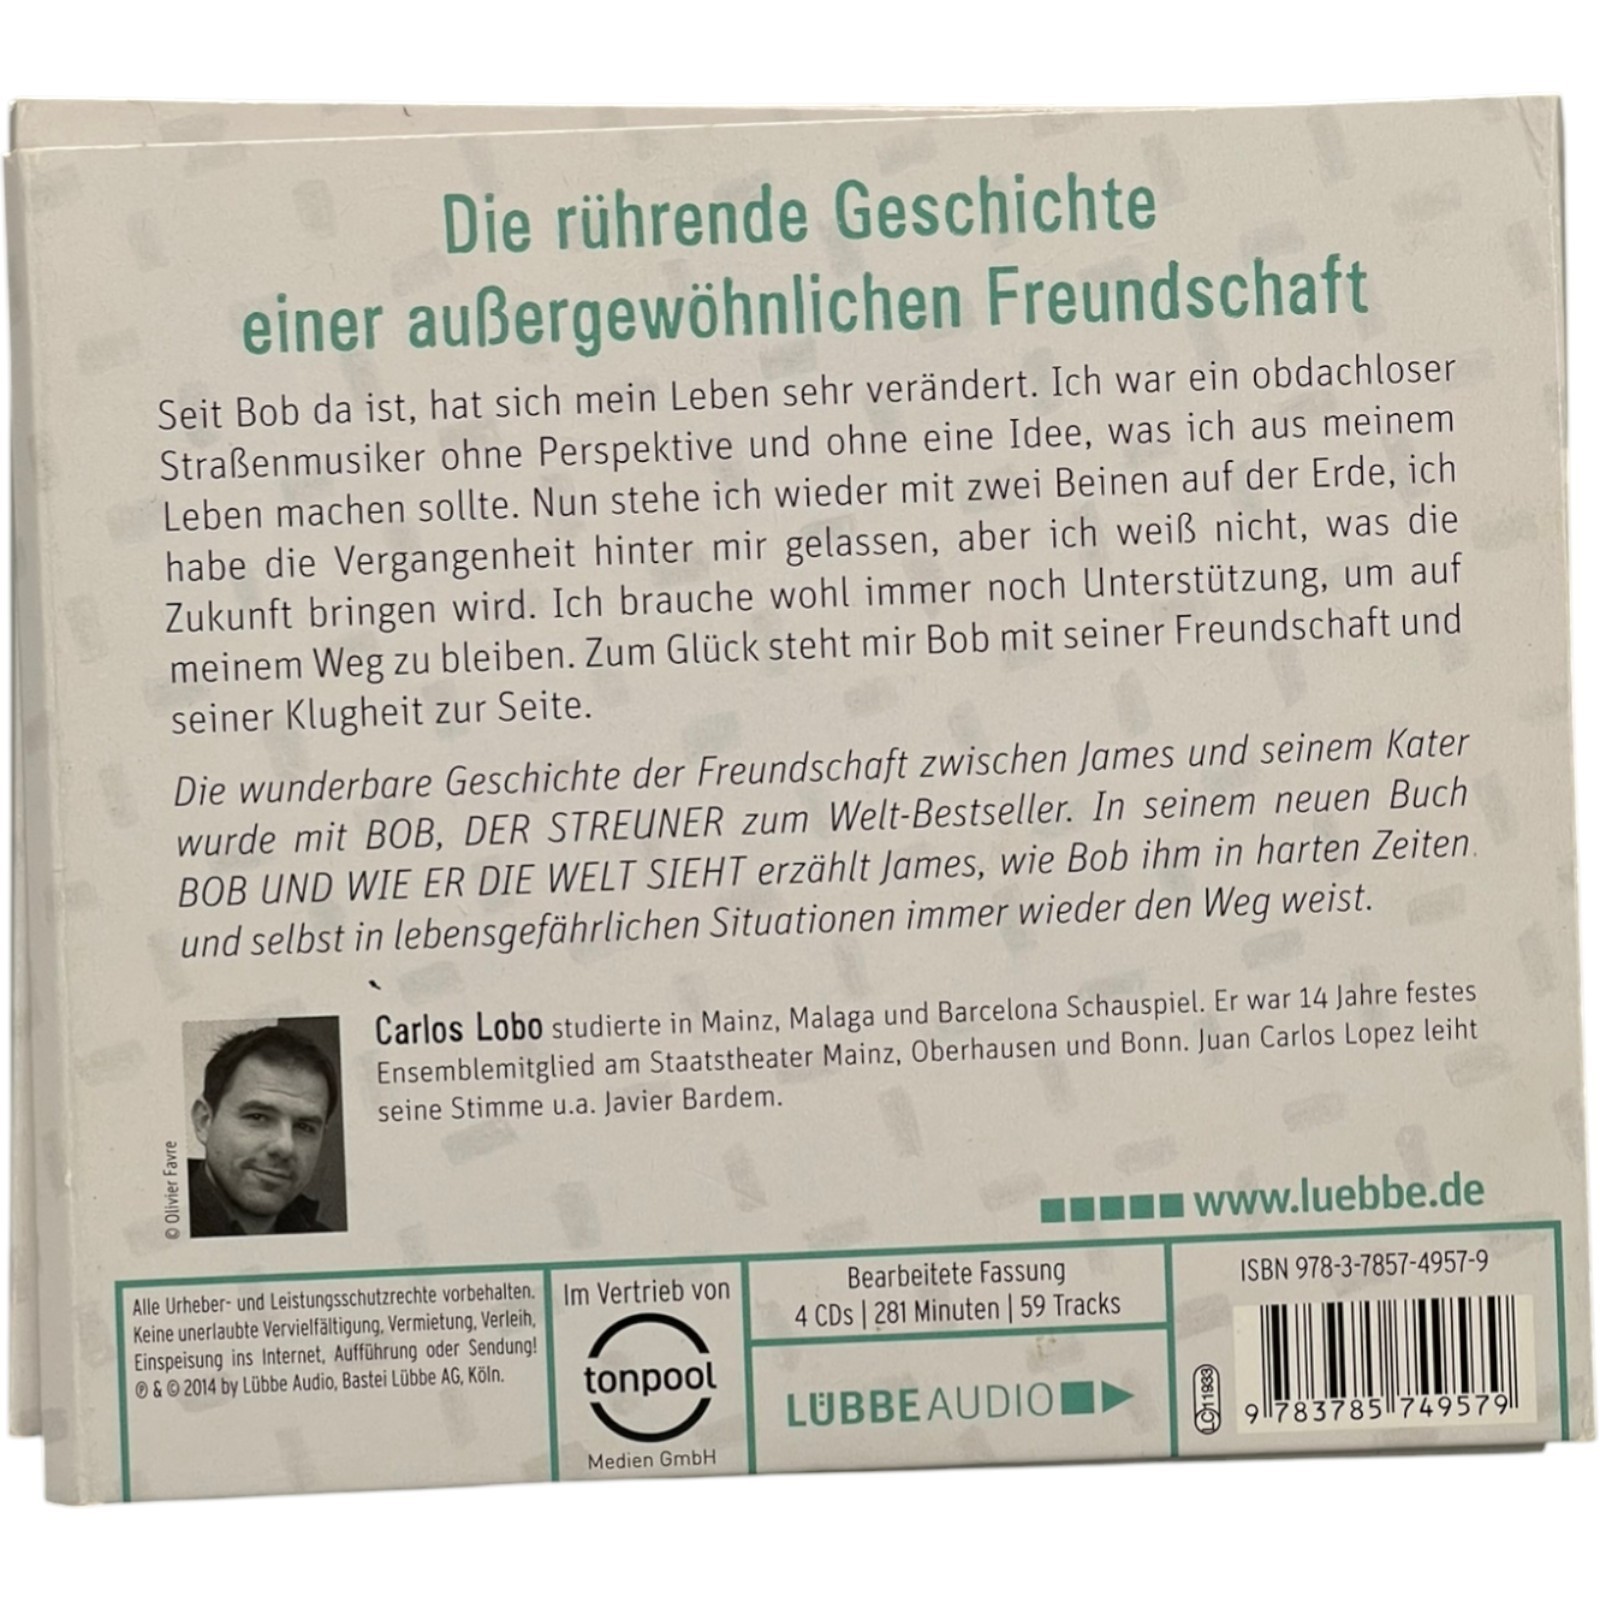 Die rührende Geschichte
einer außergewöhnlichen Freundschaft
Seit Bob da ist, hat sich mein Leben sehr verändert. Ich war ein obdachloser
Straßenmusiker ohne Perspektive und ohne eine Idee, was ich aus meinem
Leben machen sollte. Nun stehe ich wieder mit zwei Beinen auf der Erde, ich
habe die Vergangenheit hinter mir gelassen, aber ich weiß nicht, was die
Zukunft bringen wird. Ich brauche wohl immer noch Unterstützung, um auf
meinem Weg zu bleiben. Zum Glück steht mir Bob mit seiner Freundschaft und
seiner Klugheit zur Seite.
Die wunderbare Geschichte der Freundschaft zwischen James und seinem Kater
wurde mit BOB, DER STREUNER zum Welt-Bestseller. In seinem neuen Buch
BOB UND WIE ER DIE WELT SIEHT erzählt James, wie Bob ihm in harten Zeiten
und selbst in lebensgefährlichen Situationen immer wieder den Weg weist.
Carlos Lobo studierte in Mainz, Malaga und Barcelona Schauspiel. Er war 14 Jahre festes
Ensemblemitglied am Staatstheater Mainz, Oberhausen und Bonn. Juan Carlos Lopez leiht
seine Stimme u.a. Javier Bardem.
© Olivier Favre
www.luebbe.de
Alle Urheber- und Leistungsschutzrechte vorbehalten.
Keine unerlaubte Vervielfältigung, Vermietung, Verleih,
Einspeisung ins Internet, Aufführung oder Sendung!
℗ & © 2014 by Lübbe Audio, Bastei Lübbe AG, Köln.
Im Vertrieb von
tonpool
Medien GmbH
Bearbeitete Fassung
4 CDs | 281 Minuten | 59 Tracks
LÜBBE AUDIO
ISBN 978-3-7857-4957-9
LC 11933
9 783785 749579